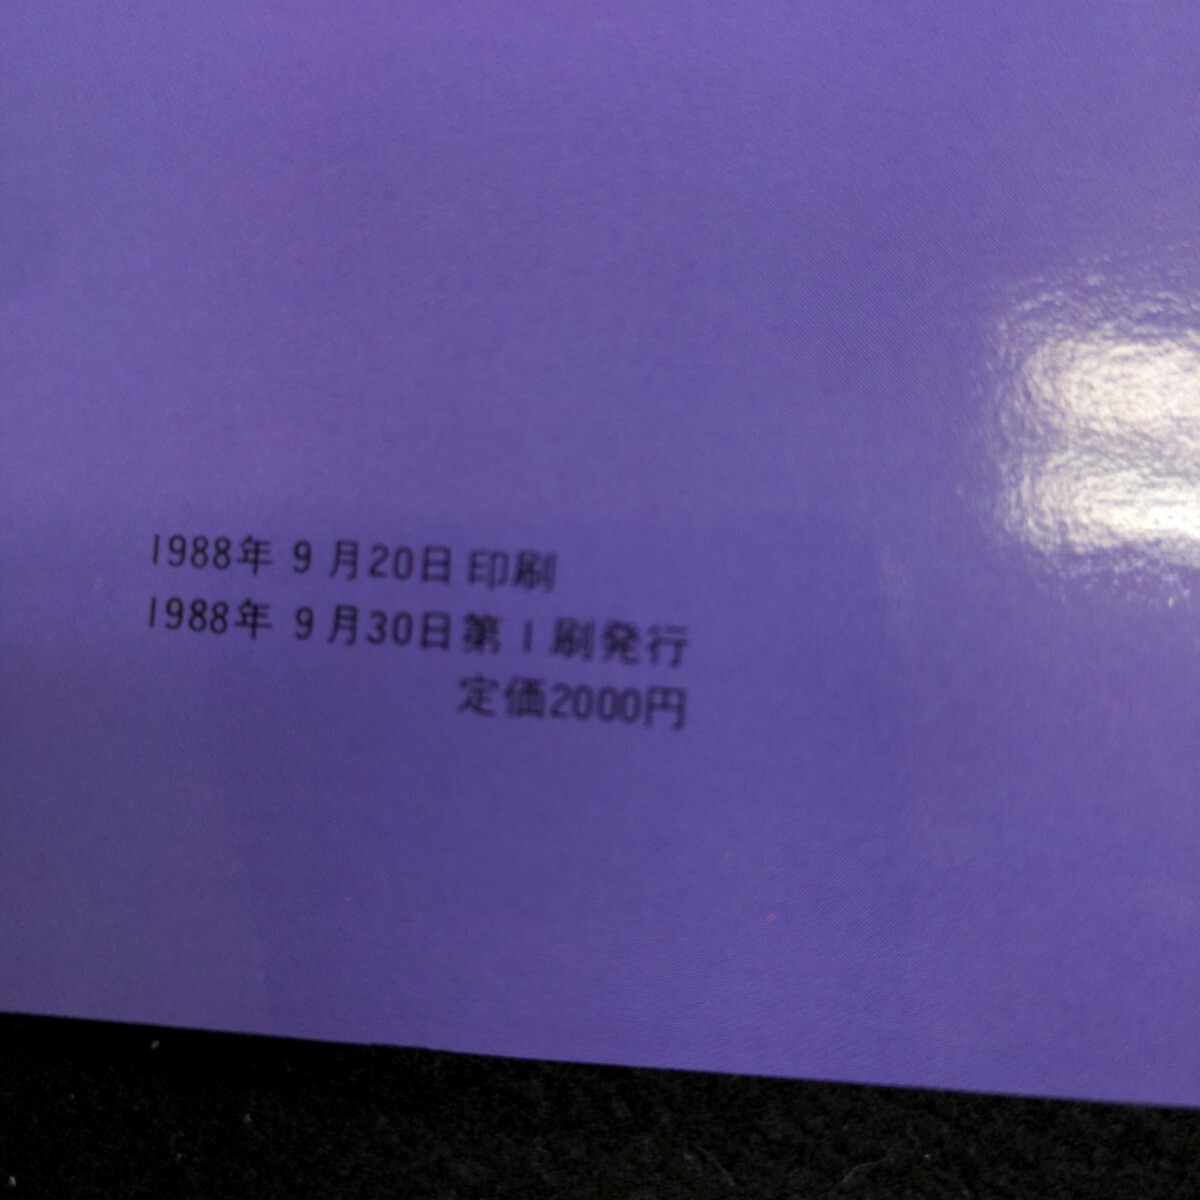 1988年 9月20日 印刷
1988年 9月30日第1刷発行
定価2000円